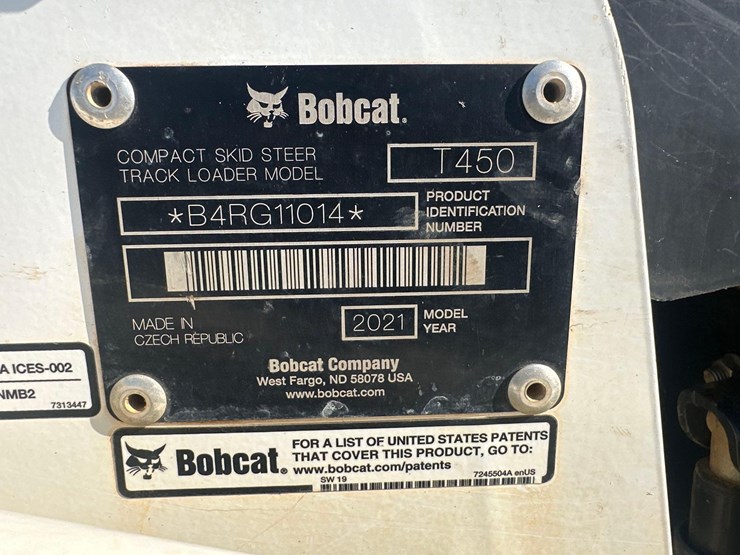 Bobcat.
COMPACT SKID STEER
TRACK LOADER MODEL
T450
*B4RG11014*
PRODUCT
IDENTIFICATION
NUMBER
MADE IN
CZECH REPUBLIC
2021
MODEL
YEAR
Bobcat Company
West Fargo, ND 58078 USA
www.bobcat.com
A ICES-002
NMB2
7313447
Bobcat.
FOR A LIST OF UNITED STATES PATENTS
THAT COVER THIS PRODUCT, GO TO:
www.bobcat.com/patents
SW 19
7245504A enUS